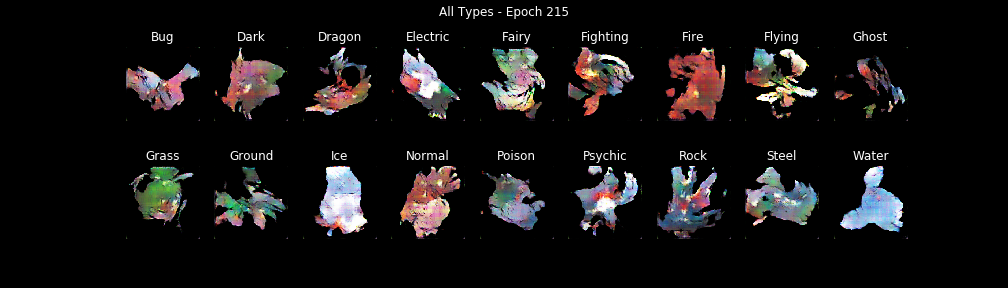 All Types - Epoch 215
Bug Dark Dragon Electric Fairy Fighting Fire Flying Ghost
Grass Ground Ice Normal Poison Psychic Rock Steel Water